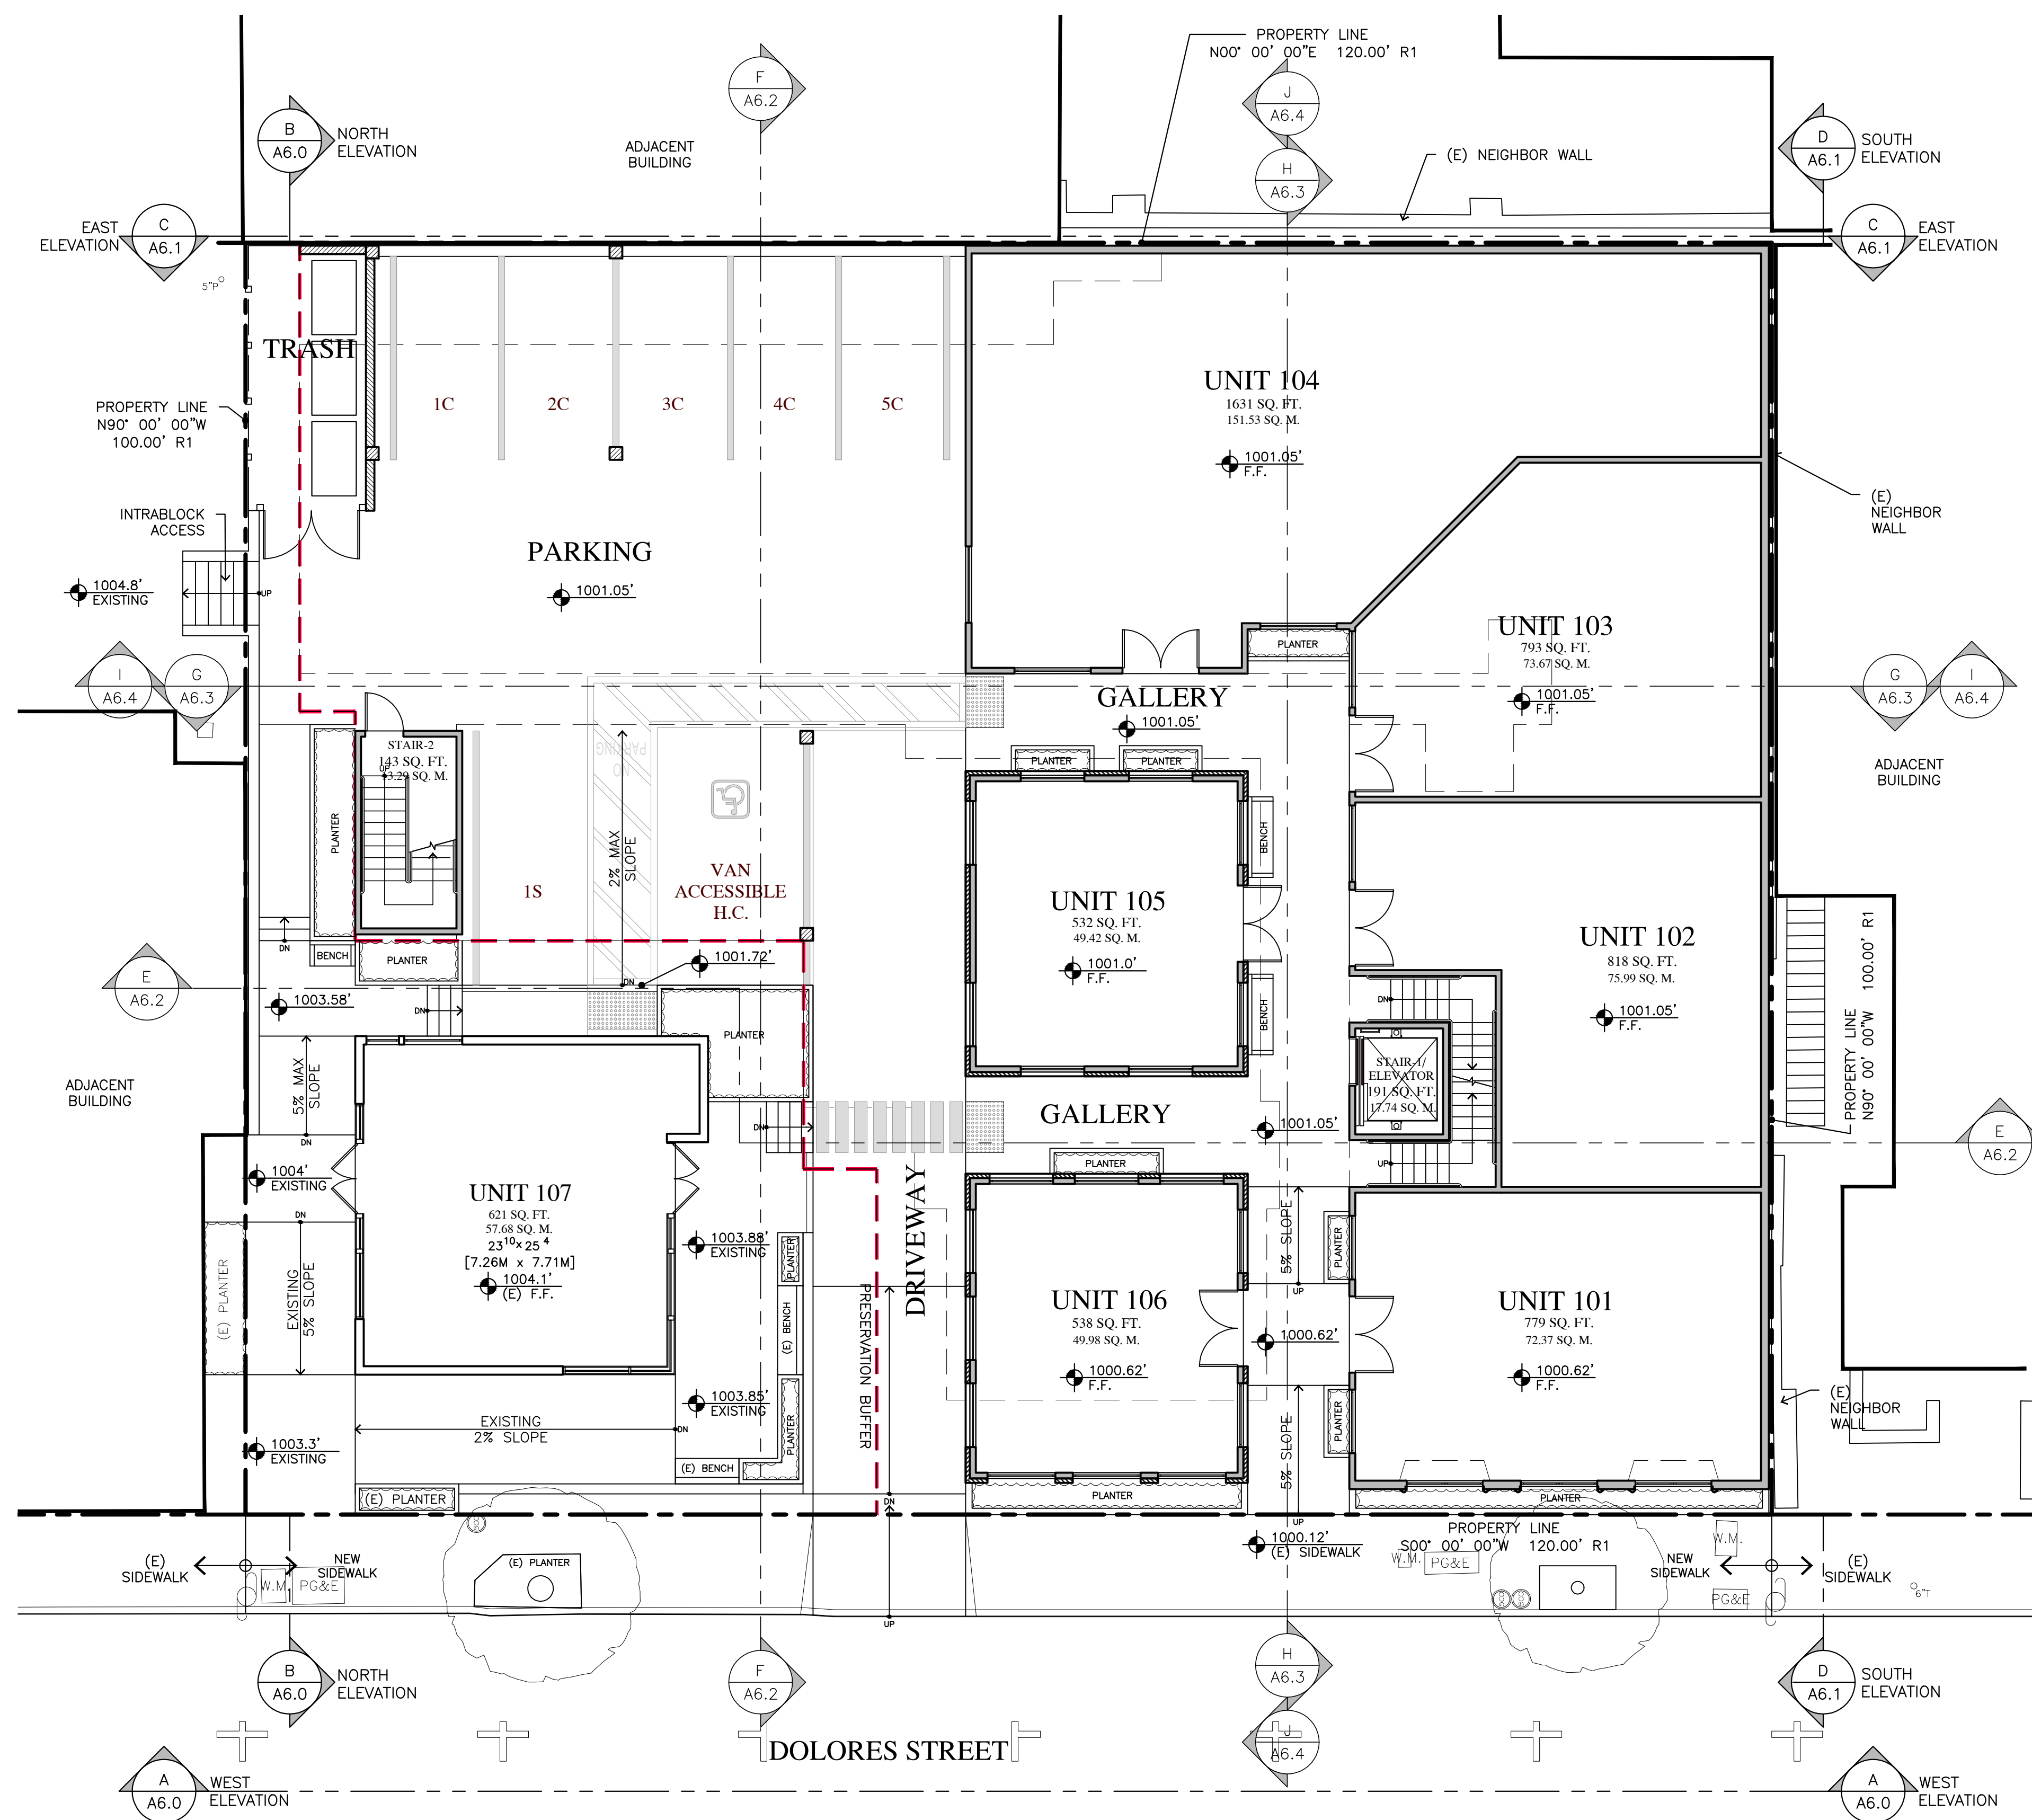 PROPERTY LINE
N00° 00' 00"E 120.00' R1
F
A6.2
J
A6.4
B
A6.0
NORTH
ELEVATION
ADJACENT
BUILDING
(E) NEIGHBOR WALL
D
A6.1
SOUTH
ELEVATION
H
A6.3
EAST
ELEVATION
C
A6.1
C
A6.1
EAST
ELEVATION
5"P
TRASH
PROPERTY LINE
N90° 00' 00"W
100.00' R1
1C
2C
3C
4C
5C
UNIT 104
1631 SQ. FT.
151.53 SQ. M.
1001.05'
F.F.
(E)
NEIGHBOR
WALL
INTRABLOCK
ACCESS
PARKING
1001.05'
1004.8'
EXISTING
UP
PLANTER
UNIT 103
793 SQ. FT.
73.67 SQ. M.
1001.05'
F.F.
I
A6.4
G
A6.3
GALLERY
1001.05'
G
A6.3
I
A6.4
STAIR-2
143 SQ. FT.
13.29 SQ. M.
UP
PLANTER
NO
PARKING
2% MAX
SLOPE
PLANTER
PLANTER
ADJACENT
BUILDING
BENCH
1S
VAN
ACCESSIBLE
H.C.
UNIT 105
532 SQ. FT.
49.42 SQ. M.
1001.0'
F.F.
UNIT 102
818 SQ. FT.
75.99 SQ. M.
1001.05'
F.F.
DN
BENCH
PLANTER
1001.72'
DN
E
A6.2
1003.58'
DN
PLANTER
BENCH
DN
PROPERTY LINE
N90° 00' 00"W 100.00' R1
STAIR-1/
ELEVATOR
191 SQ. FT.
17.74 SQ. M.
ADJACENT
BUILDING
5% MAX
SLOPE
DN
DN
GALLERY
1001.05'
E
A6.2
UP
PLANTER
1004'
EXISTING
UNIT 107
621 SQ. FT.
57.68 SQ. M.
23¹⁰ x 25⁴
[7.26M x 7.71M]
1004.1'
(E) F.F.
DN
(E) PLANTER
EXISTING
5% SLOPE
1003.88'
EXISTING
PLANTER
(E) BENCH
PRESERVATION BUFFER
DRIVEWAY
UNIT 106
538 SQ. FT.
49.98 SQ. M.
1000.62'
F.F.
5% SLOPE
UP
PLANTER
1000.62'
UNIT 101
779 SQ. FT.
72.37 SQ. M.
1000.62'
F.F.
1003.85'
EXISTING
PLANTER
EXISTING
2% SLOPE
DN
5% SLOPE
UP
PLANTER
(E)
NEIGHBOR
WALL
1003.3'
EXISTING
(E) BENCH
(E) PLANTER
DN
PLANTER
PLANTER
1000.12'
(E) SIDEWALK
PROPERTY LINE
S00° 00' 00"W 120.00' R1
(E)
SIDEWALK
NEW
SIDEWALK
W.M.
PG&E
(E) PLANTER
UP
W.M.
PG&E
W.M.
NEW
SIDEWALK
PG&E
(E)
SIDEWALK
6"T
B
A6.0
NORTH
ELEVATION
F
A6.2
H
A6.3
D
A6.1
SOUTH
ELEVATION
DOLORES STREET
J
A6.4
A
A6.0
WEST
ELEVATION
A
A6.0
WEST
ELEVATION